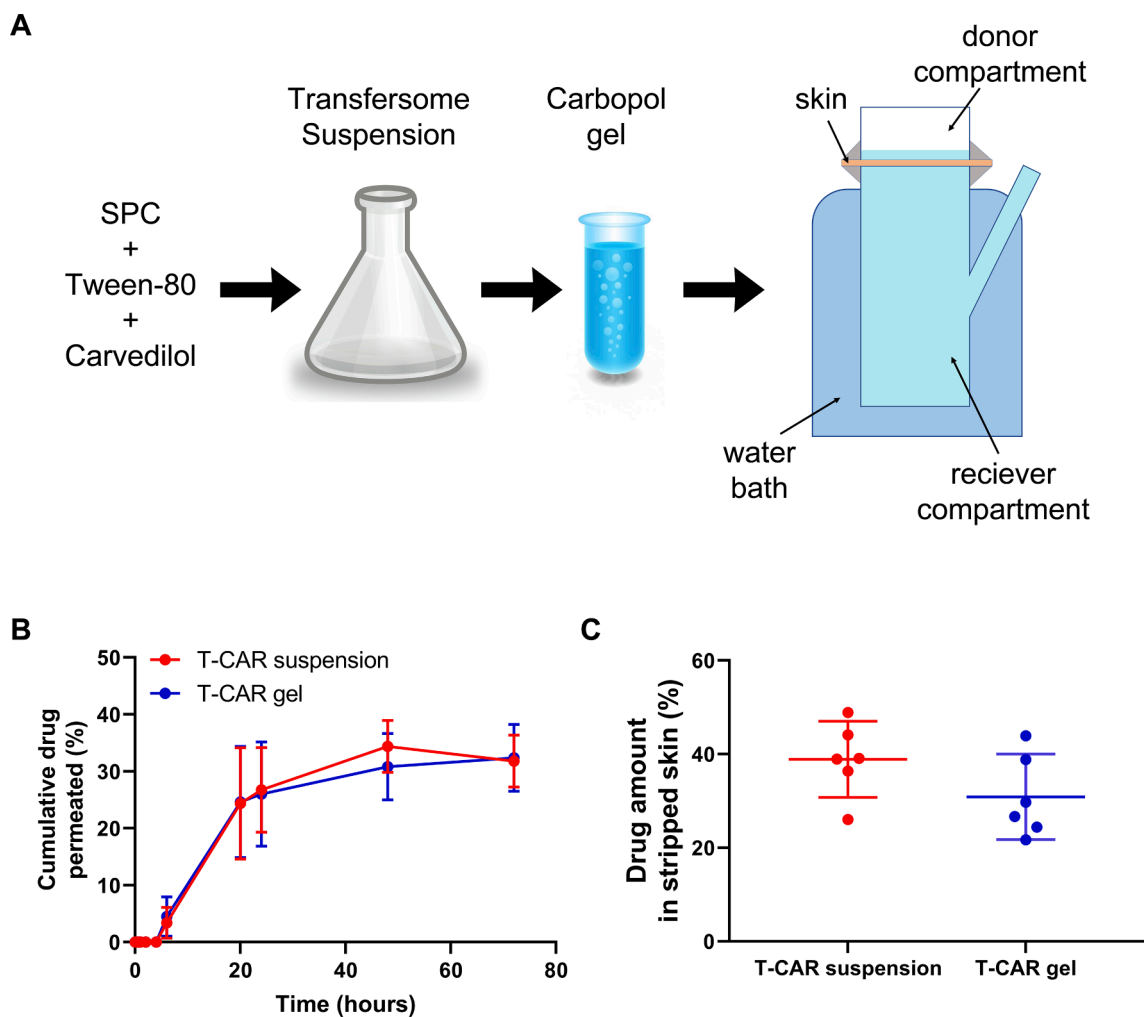 A
Transfersome
Suspension
Carbopol
gel
donor
compartment
skin
SPC
+
Tween-80
+
Carvedilol
water
bath
reciever
compartment
B
T-CAR suspension
T-CAR gel
Cumulative drug
permeated (%)
50
40
30
20
10
0
0 20 40 60 80
Time (hours)
C
Drug amount
in stripped skin (%)
60
40
20
0
T-CAR suspension T-CAR gel